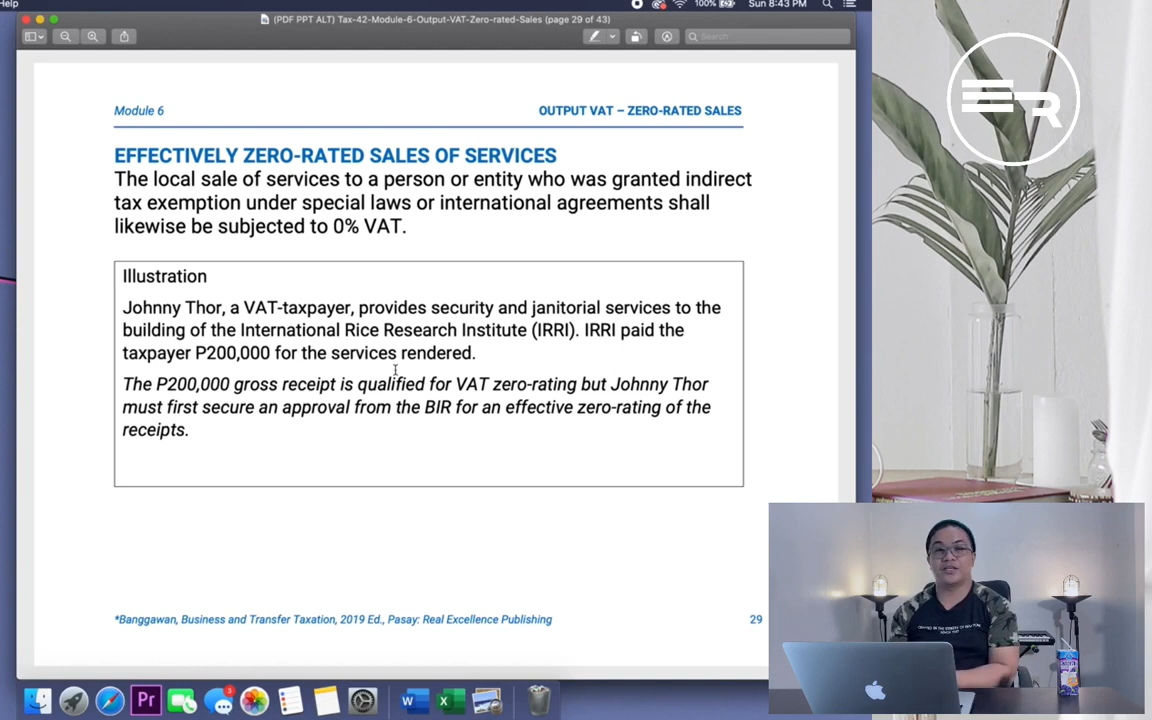 Help
100%
Sun 8:43 PM
(PDF PPT ALT) Tax-42-Module-6-Output-VAT-Zero-rated-Sales (page 29 of 43)
Search
ER
Module 6
OUTPUT VAT – ZERO-RATED SALES
EFFECTIVELY ZERO-RATED SALES OF SERVICES
The local sale of services to a person or entity who was granted indirect
tax exemption under special laws or international agreements shall
likewise be subjected to 0% VAT.
Illustration
Johnny Thor, a VAT-taxpayer, provides security and janitorial services to the
building of the International Rice Research Institute (IRRI). IRRI paid the
taxpayer P200,000 for the services rendered.
The P200,000 gross receipt is qualified for VAT zero-rating but Johnny Thor
must first secure an approval from the BIR for an effective zero-rating of the
receipts.
*Banggawan, Business and Transfer Taxation, 2019 Ed., Pasay: Real Excellence Publishing
29
Pr
3
W
X